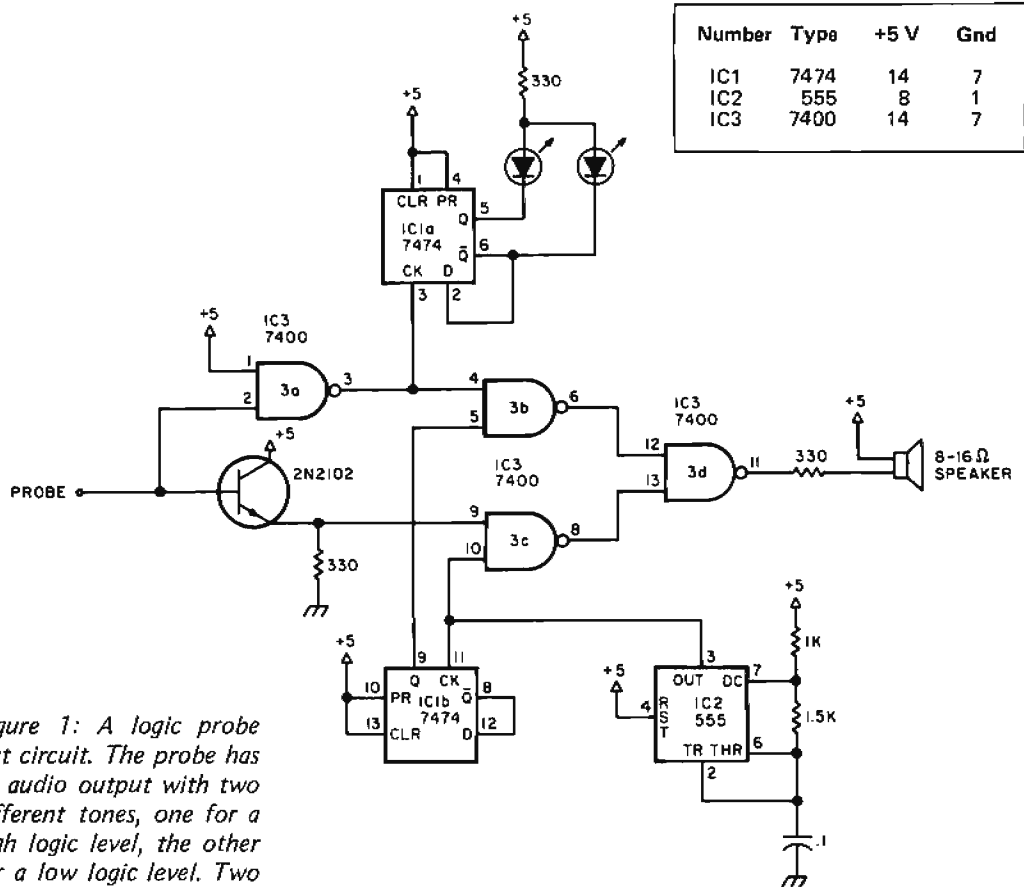 Number Type +5 V Gnd
IC1 7474 14 7
IC2 555 8 1
IC3 7400 14 7
+5
330
+5
1 4
CLR PR
Q 5
IC1a
7474
Q̅ 6
CK D
3 2
+5
IC3
7400
1
2
3a
3
4
5
3b
6
IC3
7400
12
13
3d
11
330
+5
8-16Ω
SPEAKER
+5
2N2102
PROBE
IC3
7400
9
10
3c
8
330
+5
9 11
Q CK
10 PR
IC1b
7474
Q̅ 8
13 CLR
D 12
+5
4
RST
3
OUT DC
7
IC2
555
TR THR
6
2
+5
1K
1.5K
.1
gure 1: A logic probe
t circuit. The probe has
audio output with two
fferent tones, one for a
gh logic level, the other
r a low logic level. Two